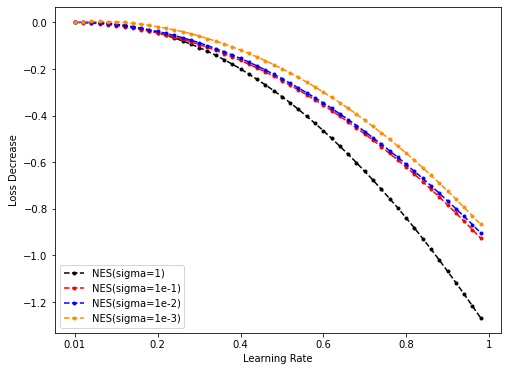 0.0
−0.2
−0.4
−0.6
−0.8
−1.0
−1.2
Loss Decrease
NES(sigma=1)
NES(sigma=1e-1)
NES(sigma=1e-2)
NES(sigma=1e-3)
0.01 0.2 0.4 0.6 0.8 1
Learning Rate